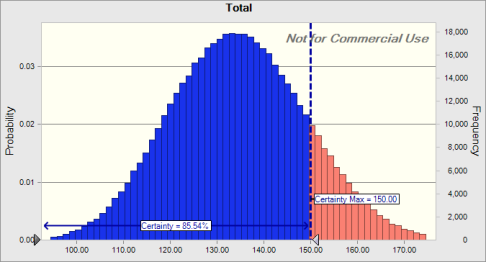 Total
Not for Commercial Use
Probability
0.03
0.02
0.01
0.00
18,000
16,000
14,000
12,000
10,000
8,000
6,000
4,000
2,000
0
Frequency
Certainty Max = 150.00
Certainty = 85.54%
100.00 110.00 120.00 130.00 140.00 150.00 160.00 170.00